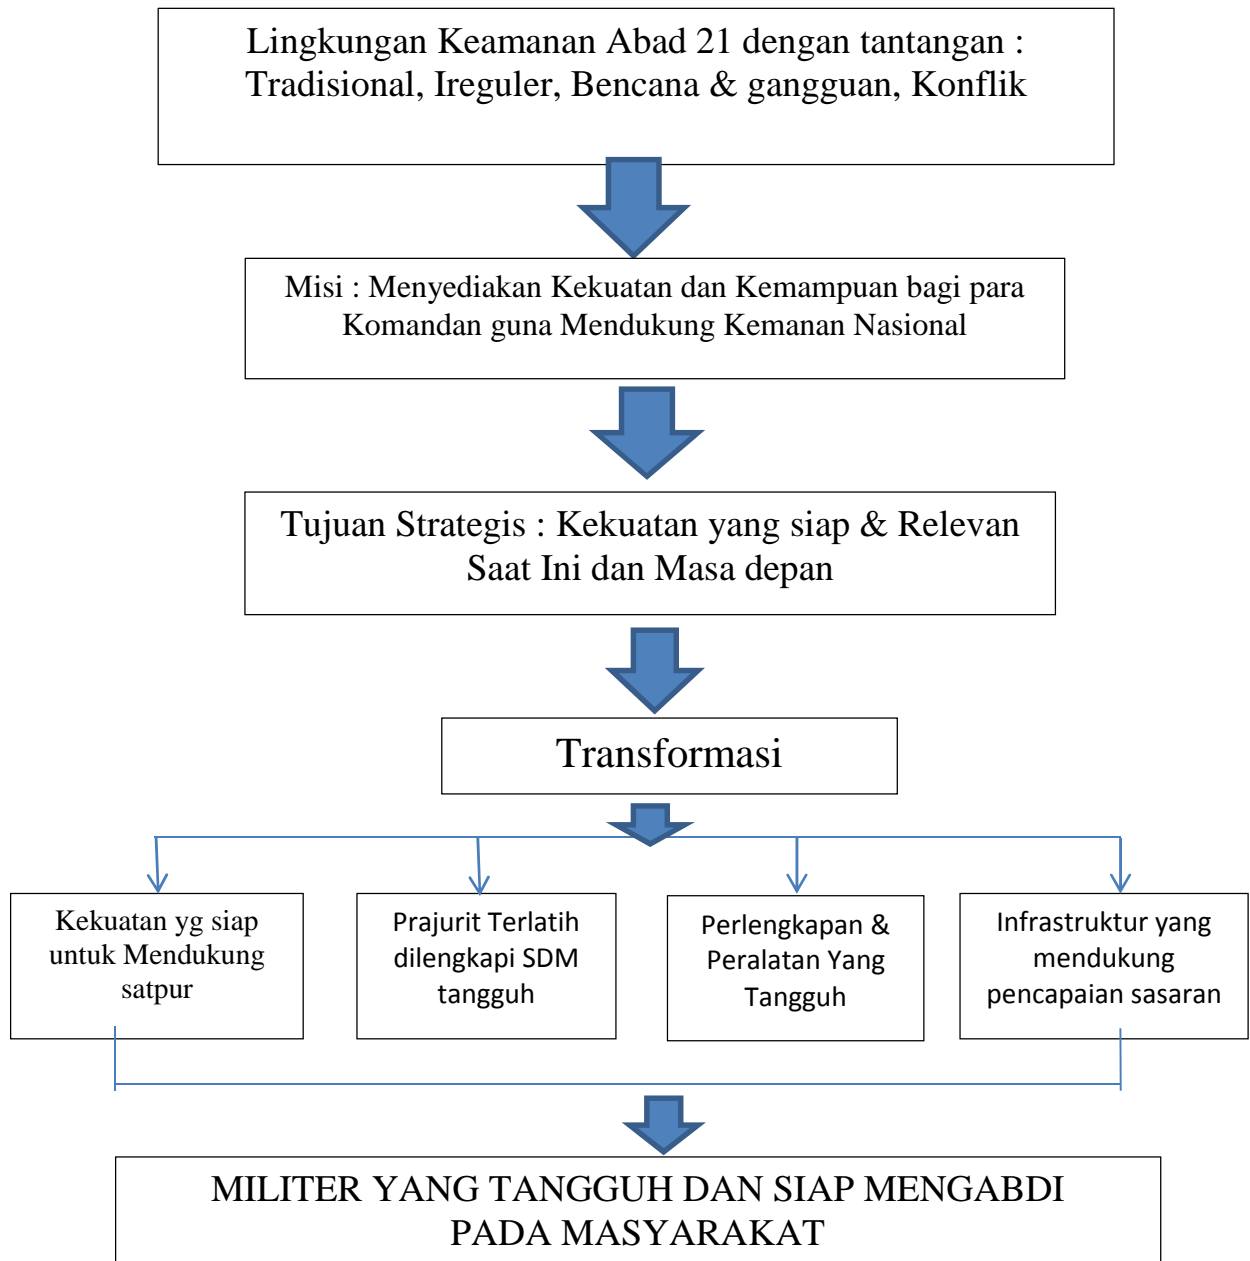 Lingkungan Keamanan Abad 21 dengan tantangan :
Tradisional, Ireguler, Bencana & gangguan, Konflik
Misi : Menyediakan Kekuatan dan Kemampuan bagi para
Komandan guna Mendukung Kemanan Nasional
Tujuan Strategis : Kekuatan yang siap & Relevan
Saat Ini dan Masa depan
Transformasi
Kekuatan yg siap
untuk Mendukung
satpur
Prajurit Terlatih
dilengkapi SDM
tangguh
Perlengkapan &
Peralatan Yang
Tangguh
Infrastruktur yang
mendukung
pencapaian sasaran
MILITER YANG TANGGUH DAN SIAP MENGABDI
PADA MASYARAKAT